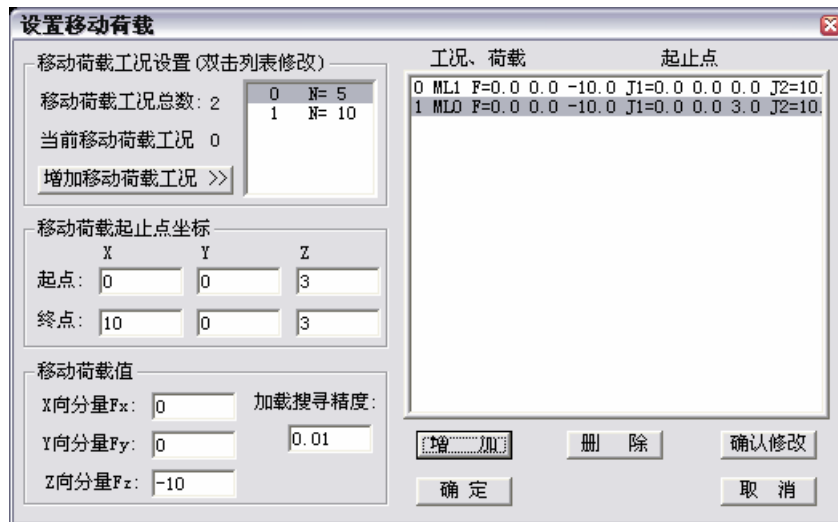 设置移动荷载
移动荷载工况设置(双击列表修改)
移动荷载工况总数: 2
当前移动荷载工况 0
增加移动荷载工况 >>
0 N= 5
1 N= 10
移动荷载起止点坐标
X Y Z
起点: 0 0 3
终点: 10 0 3
移动荷载值
X向分量Fx: 0
Y向分量Fy: 0
Z向分量Fz: -10
加载搜寻精度:
0.01
工况、荷载 起止点
0 ML1 F=0.0 0.0 -10.0 J1=0.0 0.0 0.0 J2=10.
1 ML0 F=0.0 0.0 -10.0 J1=0.0 0.0 3.0 J2=10.
增 加 删 除 确认修改
确 定 取 消